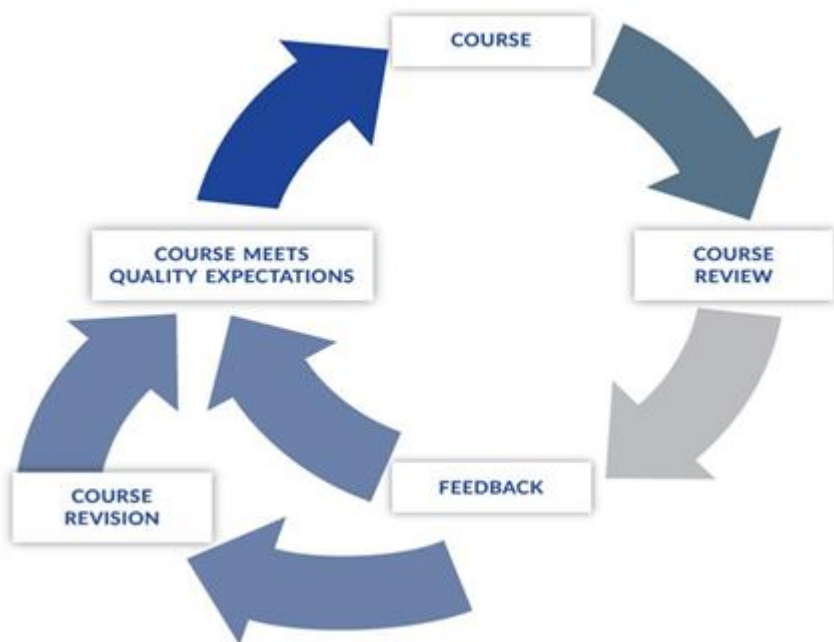 COURSE
COURSE
REVIEW
FEEDBACK
COURSE
REVISION
COURSE MEETS
QUALITY EXPECTATIONS